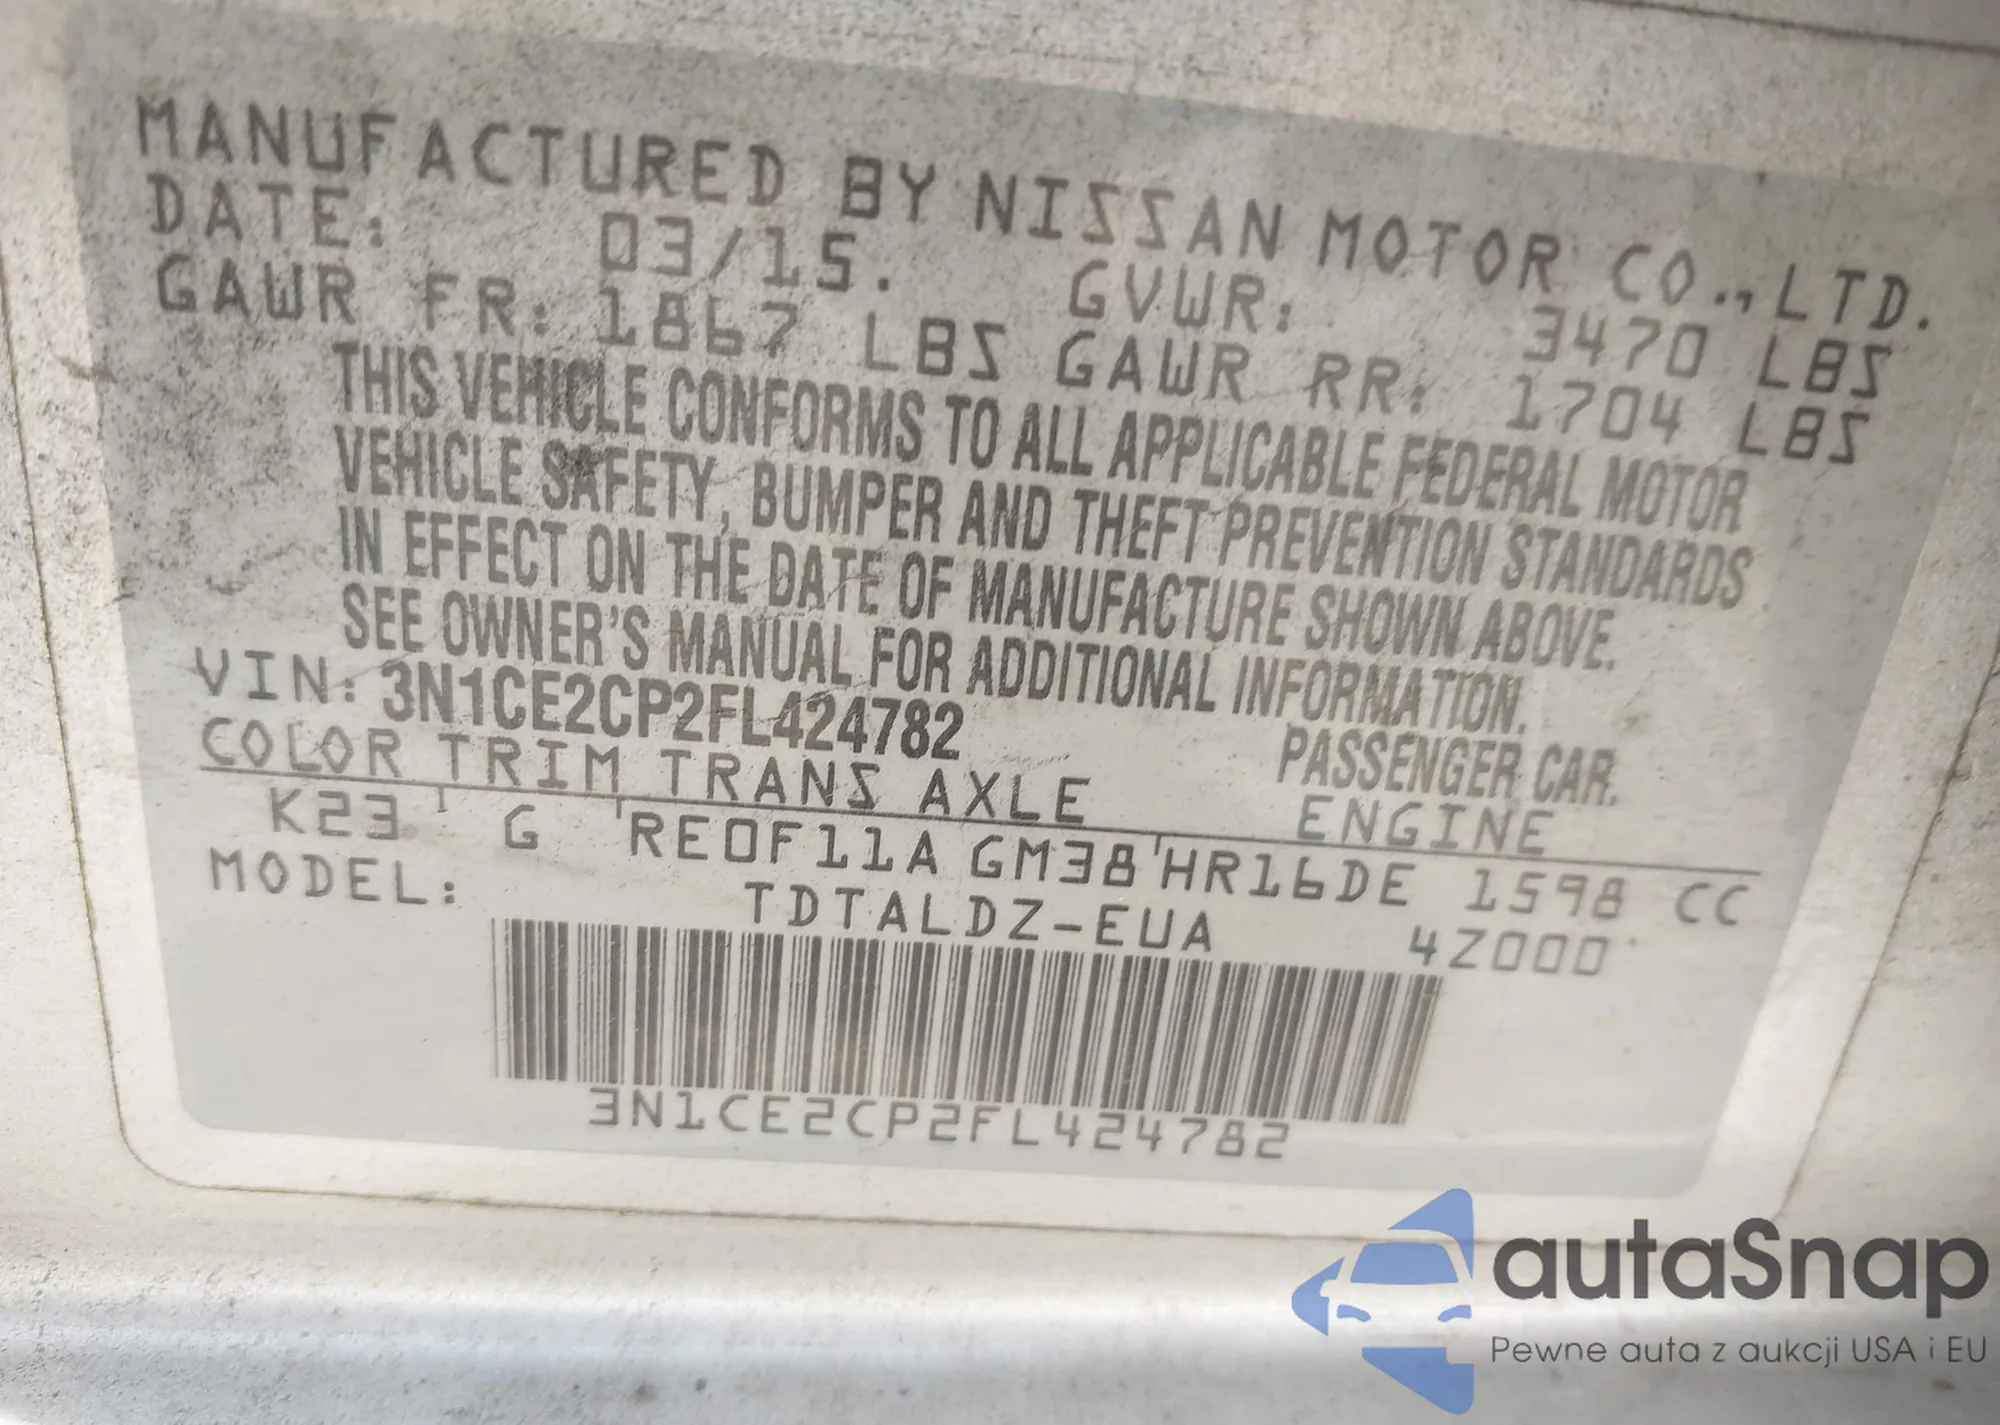 MANUFACTURED BY NISSAN MOTOR CO.,LTD.
DATE: 03/15. GVWR: 3470 LBS
GAWR FR: 1867 LBS GAWR RR: 1704 LBS
THIS VEHICLE CONFORMS TO ALL APPLICABLE FEDERAL MOTOR
VEHICLE SAFETY, BUMPER AND THEFT PREVENTION STANDARDS
IN EFFECT ON THE DATE OF MANUFACTURE SHOWN ABOVE.
SEE OWNER'S MANUAL FOR ADDITIONAL INFORMATION.
VIN: 3N1CE2CP2FL424782 PASSENGER CAR.
COLOR TRIM TRANS AXLE ENGINE
K23 G RE0F11A GM38 HR16DE 1598 CC
MODEL: TDTALDZ-EUA 4Z000
3N1CE2CP2FL424782
autaSnap
Pewne auta z aukcji USA i EU